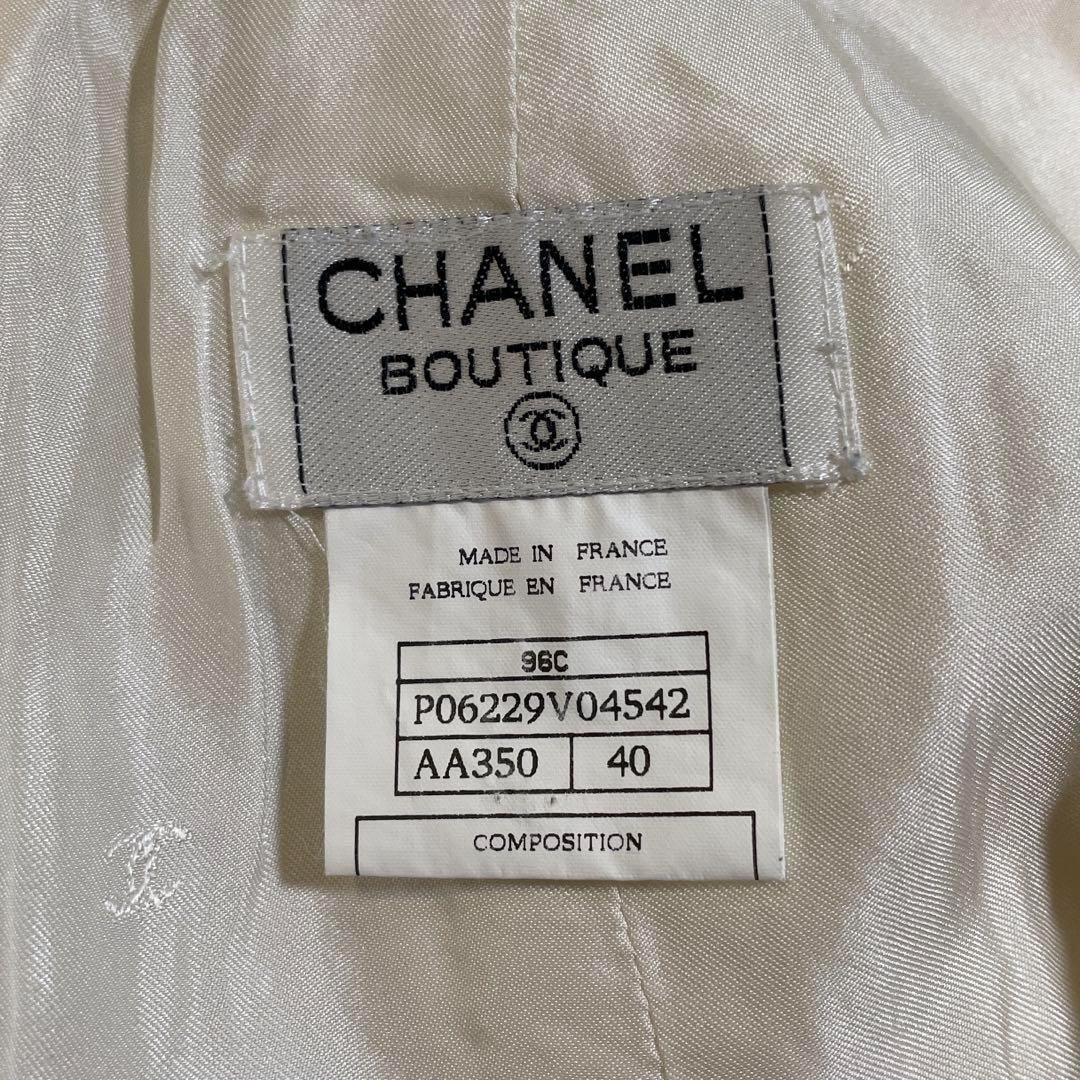 CHANEL
BOUTIQUE
MADE IN FRANCE
FABRIQUE EN FRANCE
96C
P06229V04542
AA350 40
COMPOSITION